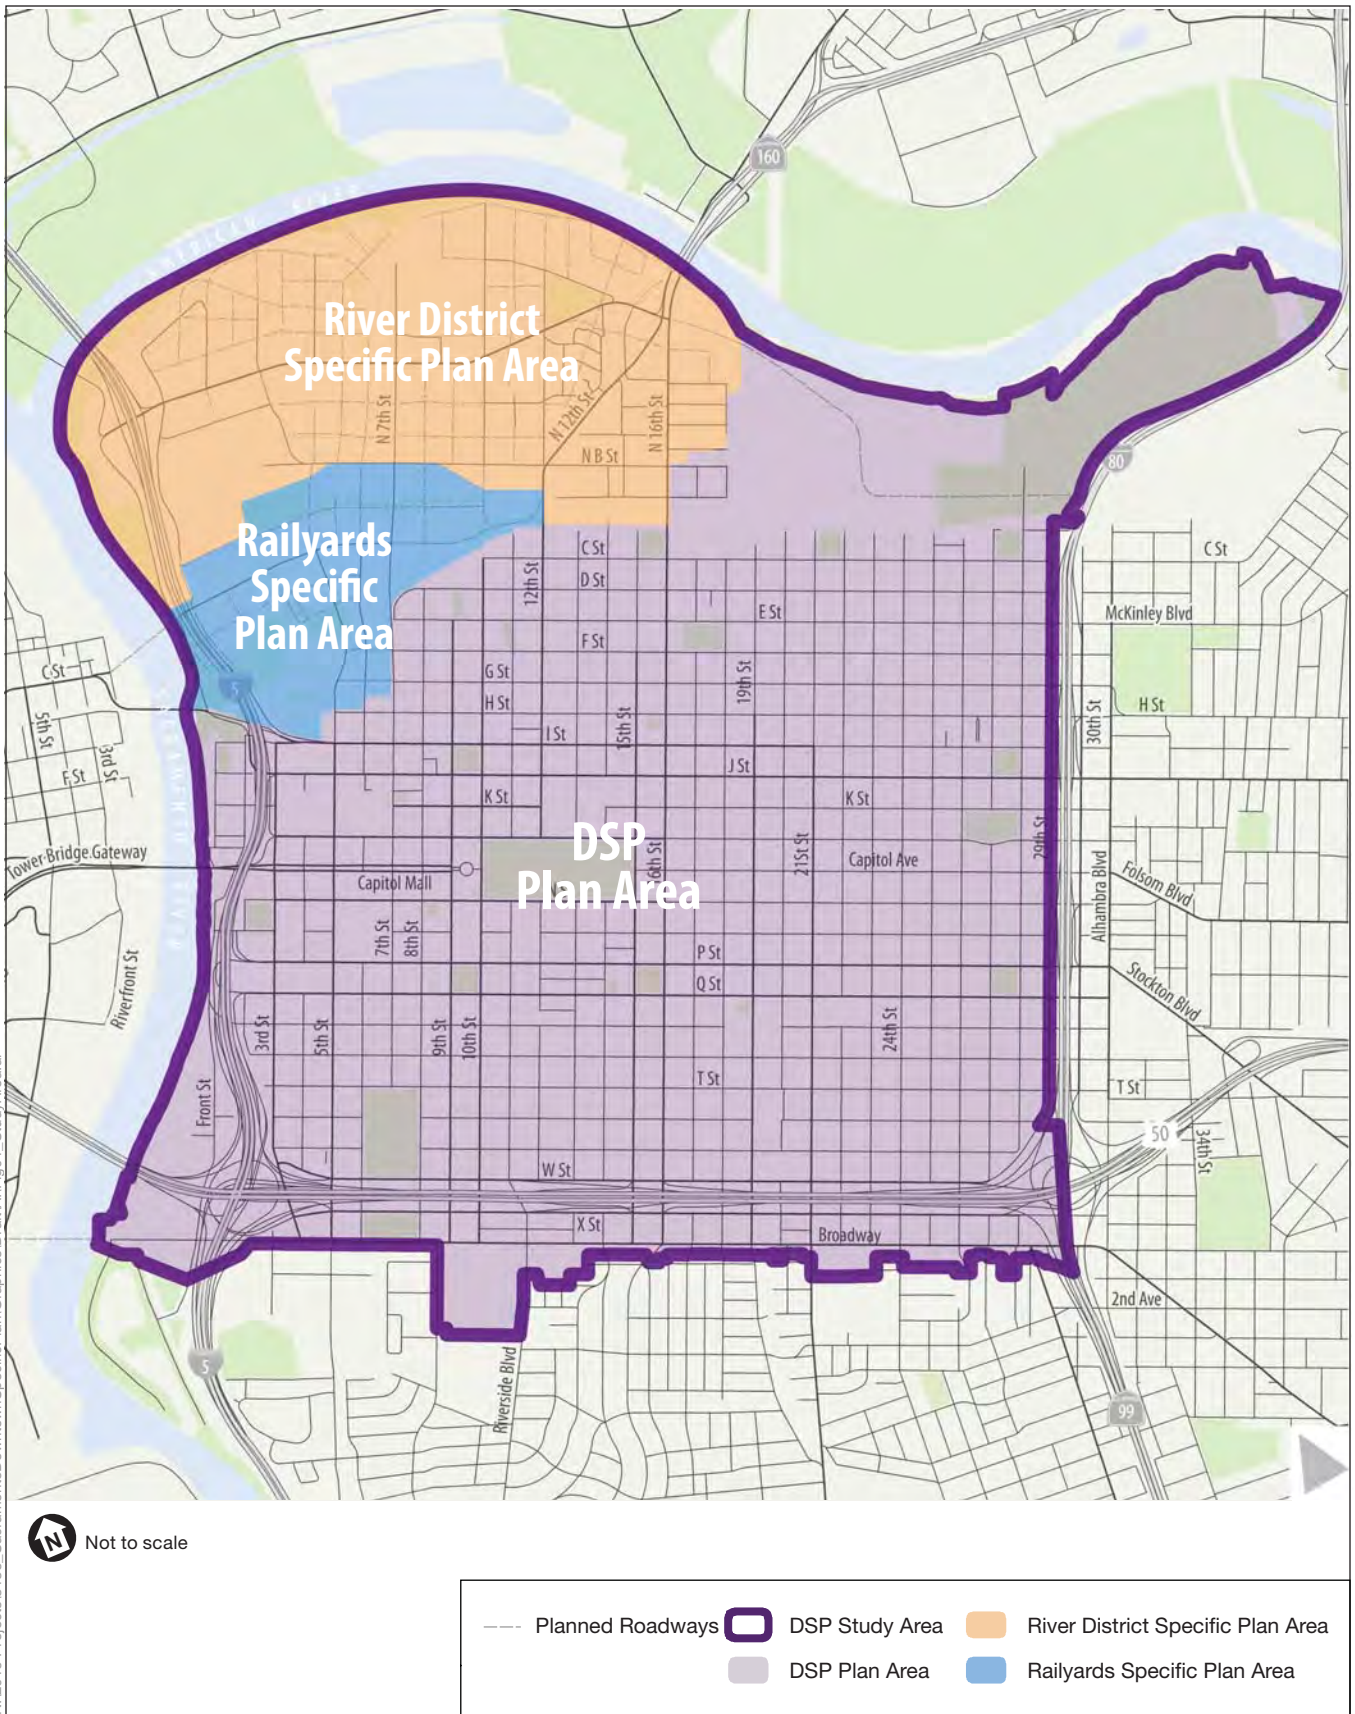 160
AMERICAN RIVER
River District
Specific Plan Area
N 7th St
N 12th St
N 16th St
N B St
80
Railyards
Specific
Plan Area
C St
C St
12th St
D St
E St
McKinley Blvd
F St
G St
19th St
C St
5
H St
30th St
H St
5th St
15th St
I St
3rd St
J St
F St
K St
K St
SACRAMENTO RIVER
DSP
Plan Area
29th St
21St St
16th St
Tower Bridge Gateway
Capitol Ave
Capitol Mall
Alhambra Blvd
Folsom Blvd
7th St
8th St
P St
Q St
Riverfront St
Stockton Blvd
3rd St
5th St
9th St
10th St
24th St
T St
T St
Front St
50
34th St
W St
X St
Broadway
2nd Ave
5
Riverside Blvd
99
N
Not to scale
Planned Roadways
DSP Study Area
River District Specific Plan Area
DSP Plan Area
Railyards Specific Plan Area